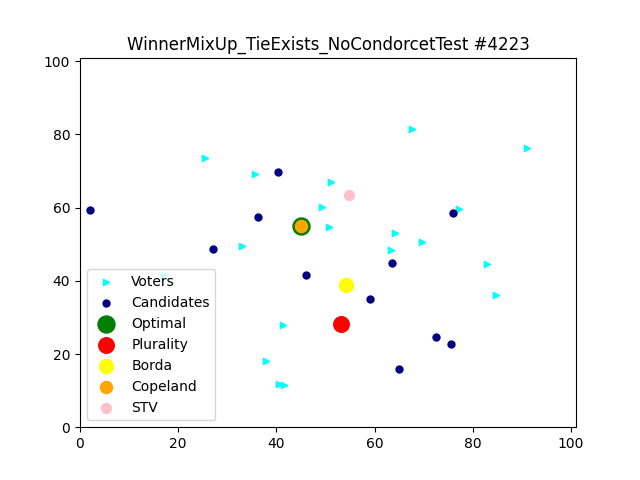 WinnerMixUp_TieExists_NoCondorcetTest #4223
100
80
60
40
20
0
Voters
Candidates
Optimal
Plurality
Borda
Copeland
STV
0 20 40 60 80 100